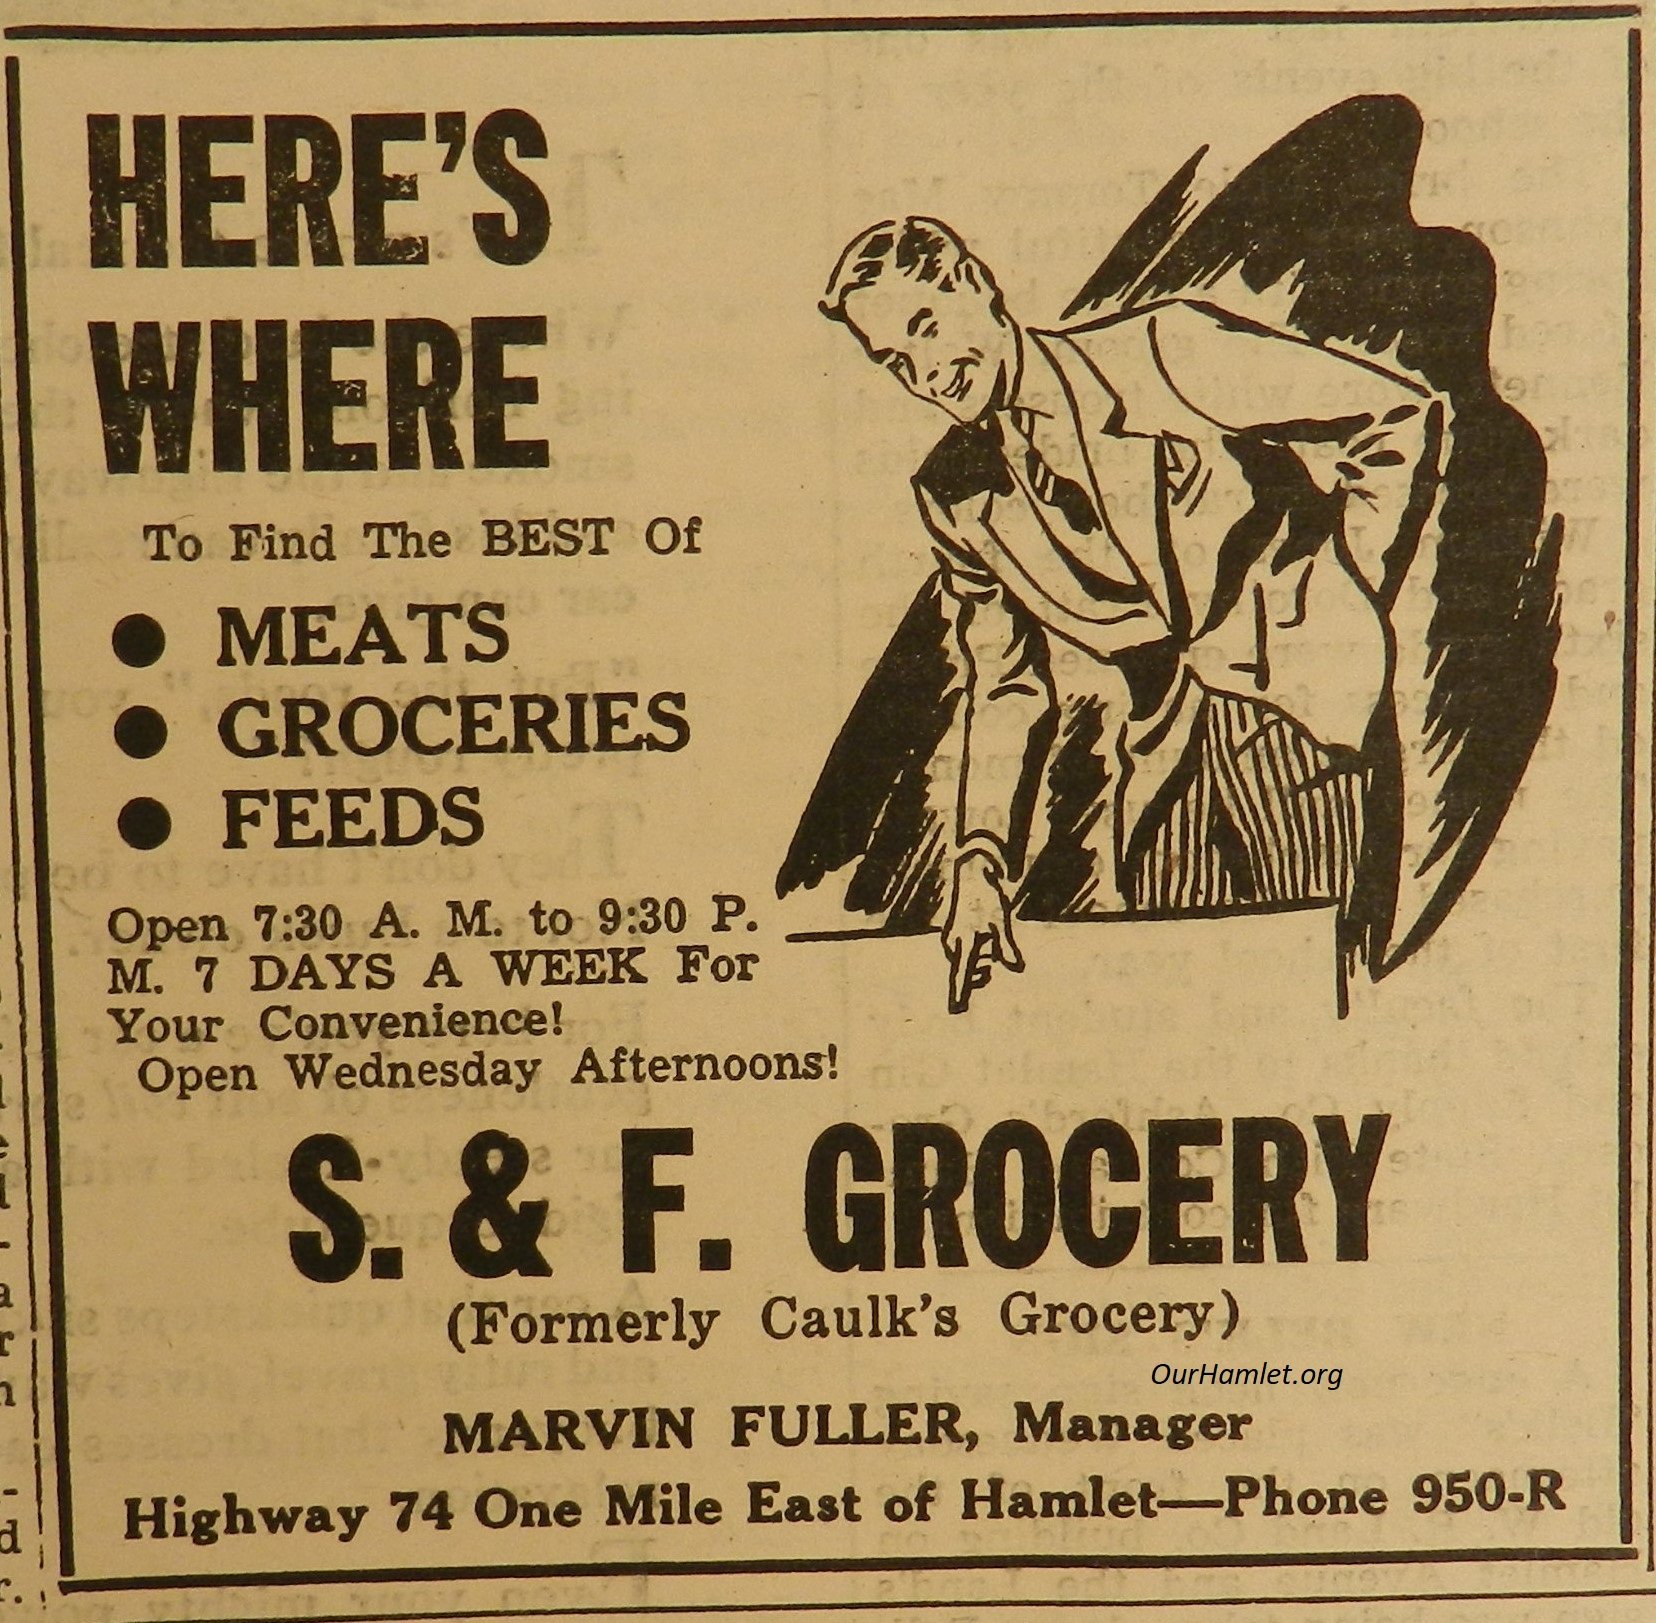 HERE'S
WHERE
To Find The BEST Of
● MEATS
● GROCERIES
● FEEDS
Open 7:30 A. M. to 9:30 P.
M. 7 DAYS A WEEK For
Your Convenience!
Open Wednesday Afternoons!
S. & F. GROCERY
(Formerly Caulk's Grocery)
OurHamlet.org
MARVIN FULLER, Manager
Highway 74 One Mile East of Hamlet—Phone 950-R